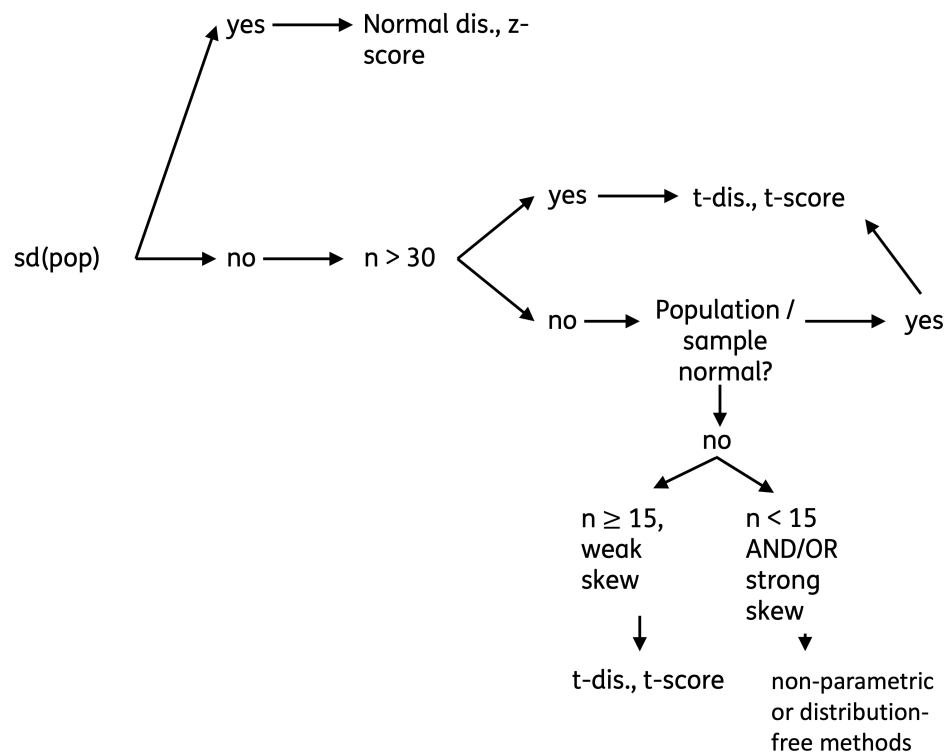 yes
Normal dis., z-
score
yes
t-dis., t-score
sd(pop)
no
n > 30
no
Population /
sample
normal?
yes
no
n ≥ 15,
weak
skew
n < 15
AND/OR
strong
skew
t-dis., t-score
non-parametric
or distribution-
free methods